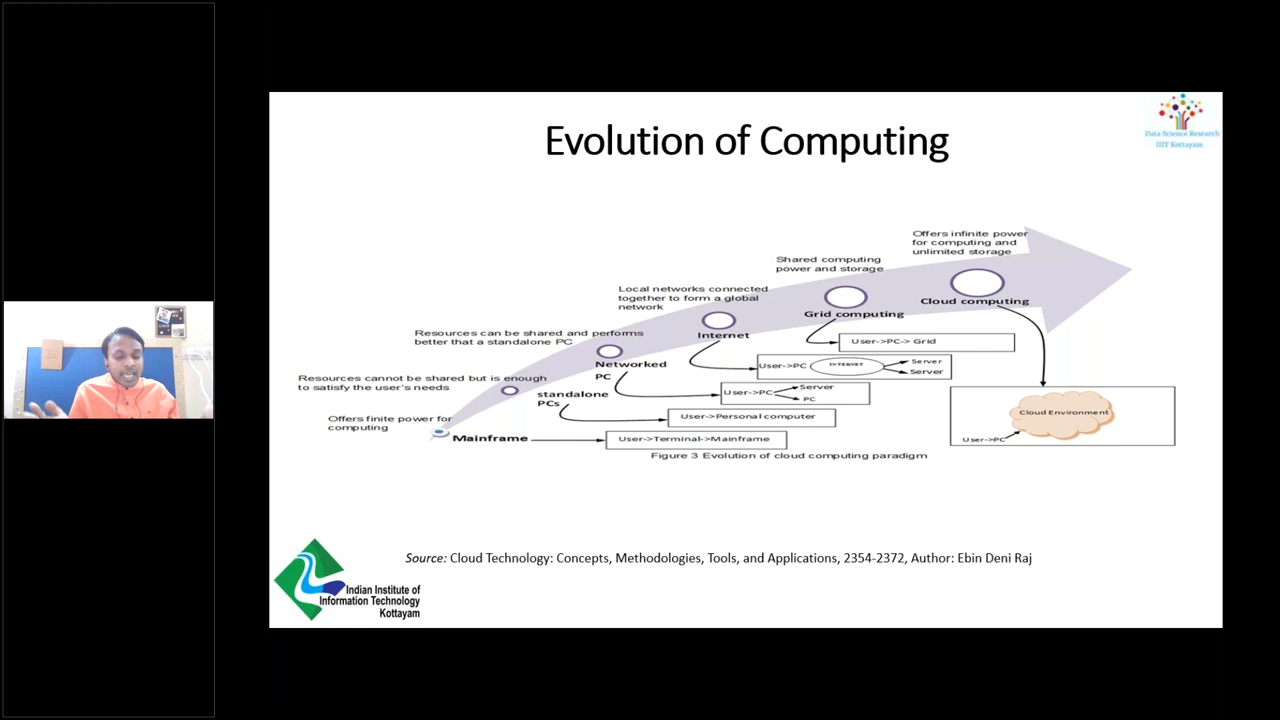 Evolution of Computing
Data Science Research
IIIT Kottayam
Offers infinite power
for computing and
unlimited storage
Shared computing
power and storage
Cloud computing
Local networks connected
together to form a global
network
Grid computing
Resources can be shared and performs
better that a standalone PC
Internet
User->PC-> Grid
Networked
PC
User->PC
INTERNET
Server
Server
Resources cannot be shared but is enough
to satisfy the user's needs
standalone
PCs
User->PC
Server
PC
Offers finite power for
computing
User->Personal computer
Cloud Environment
User->PC
Mainframe
User->Terminal->Mainframe
Figure 3 Evolution of cloud computing paradigm
Source: Cloud Technology: Concepts, Methodologies, Tools, and Applications, 2354-2372, Author: Ebin Deni Raj
Indian Institute of
Information Technology
Kottayam